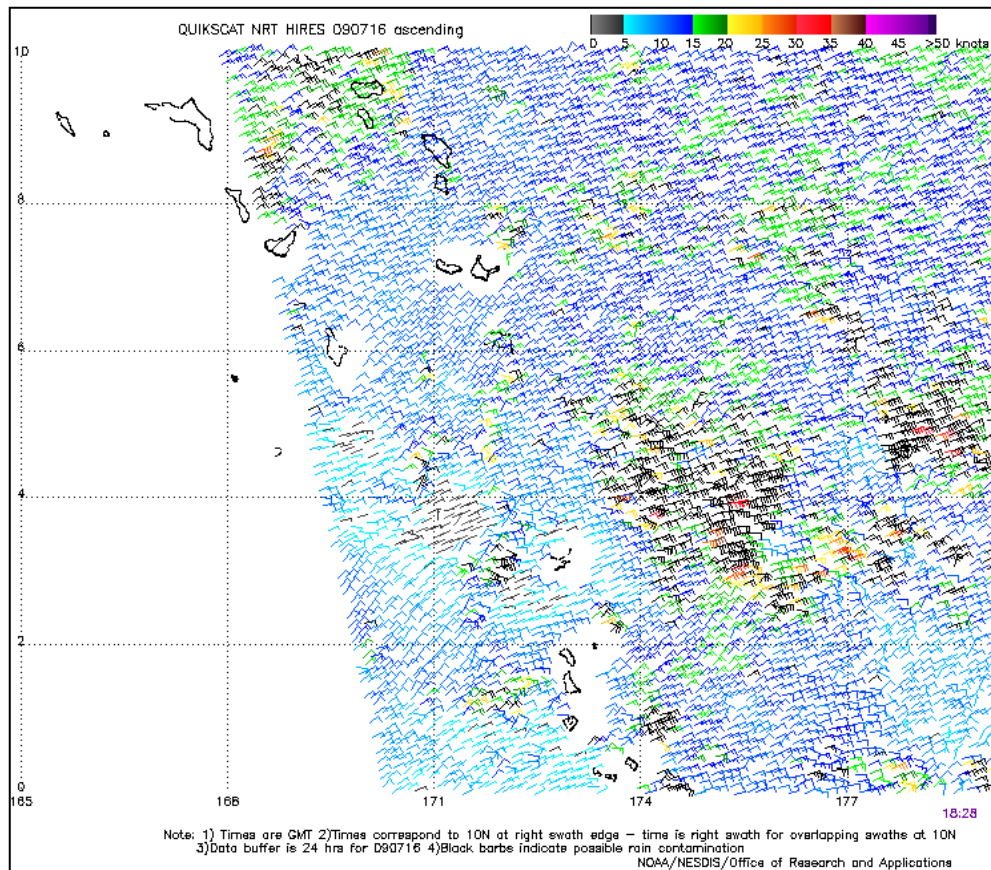 QUIKSCAT NRT HIRES 090716 ascending
0 5 10 15 20 25 30 35 40 45 >50 knots
10
8
6
4
2
0
165 168 171 174 177
18:28
Note: 1) Times are GMT 2)Times correspond to 10N at right swath edge – time is right swath for overlapping swaths at 10N
3)Data buffer is 24 hrs for 090716 4)Black barbs indicate possible rain contamination
NOAA/NESDIS/Office of Research and Applications